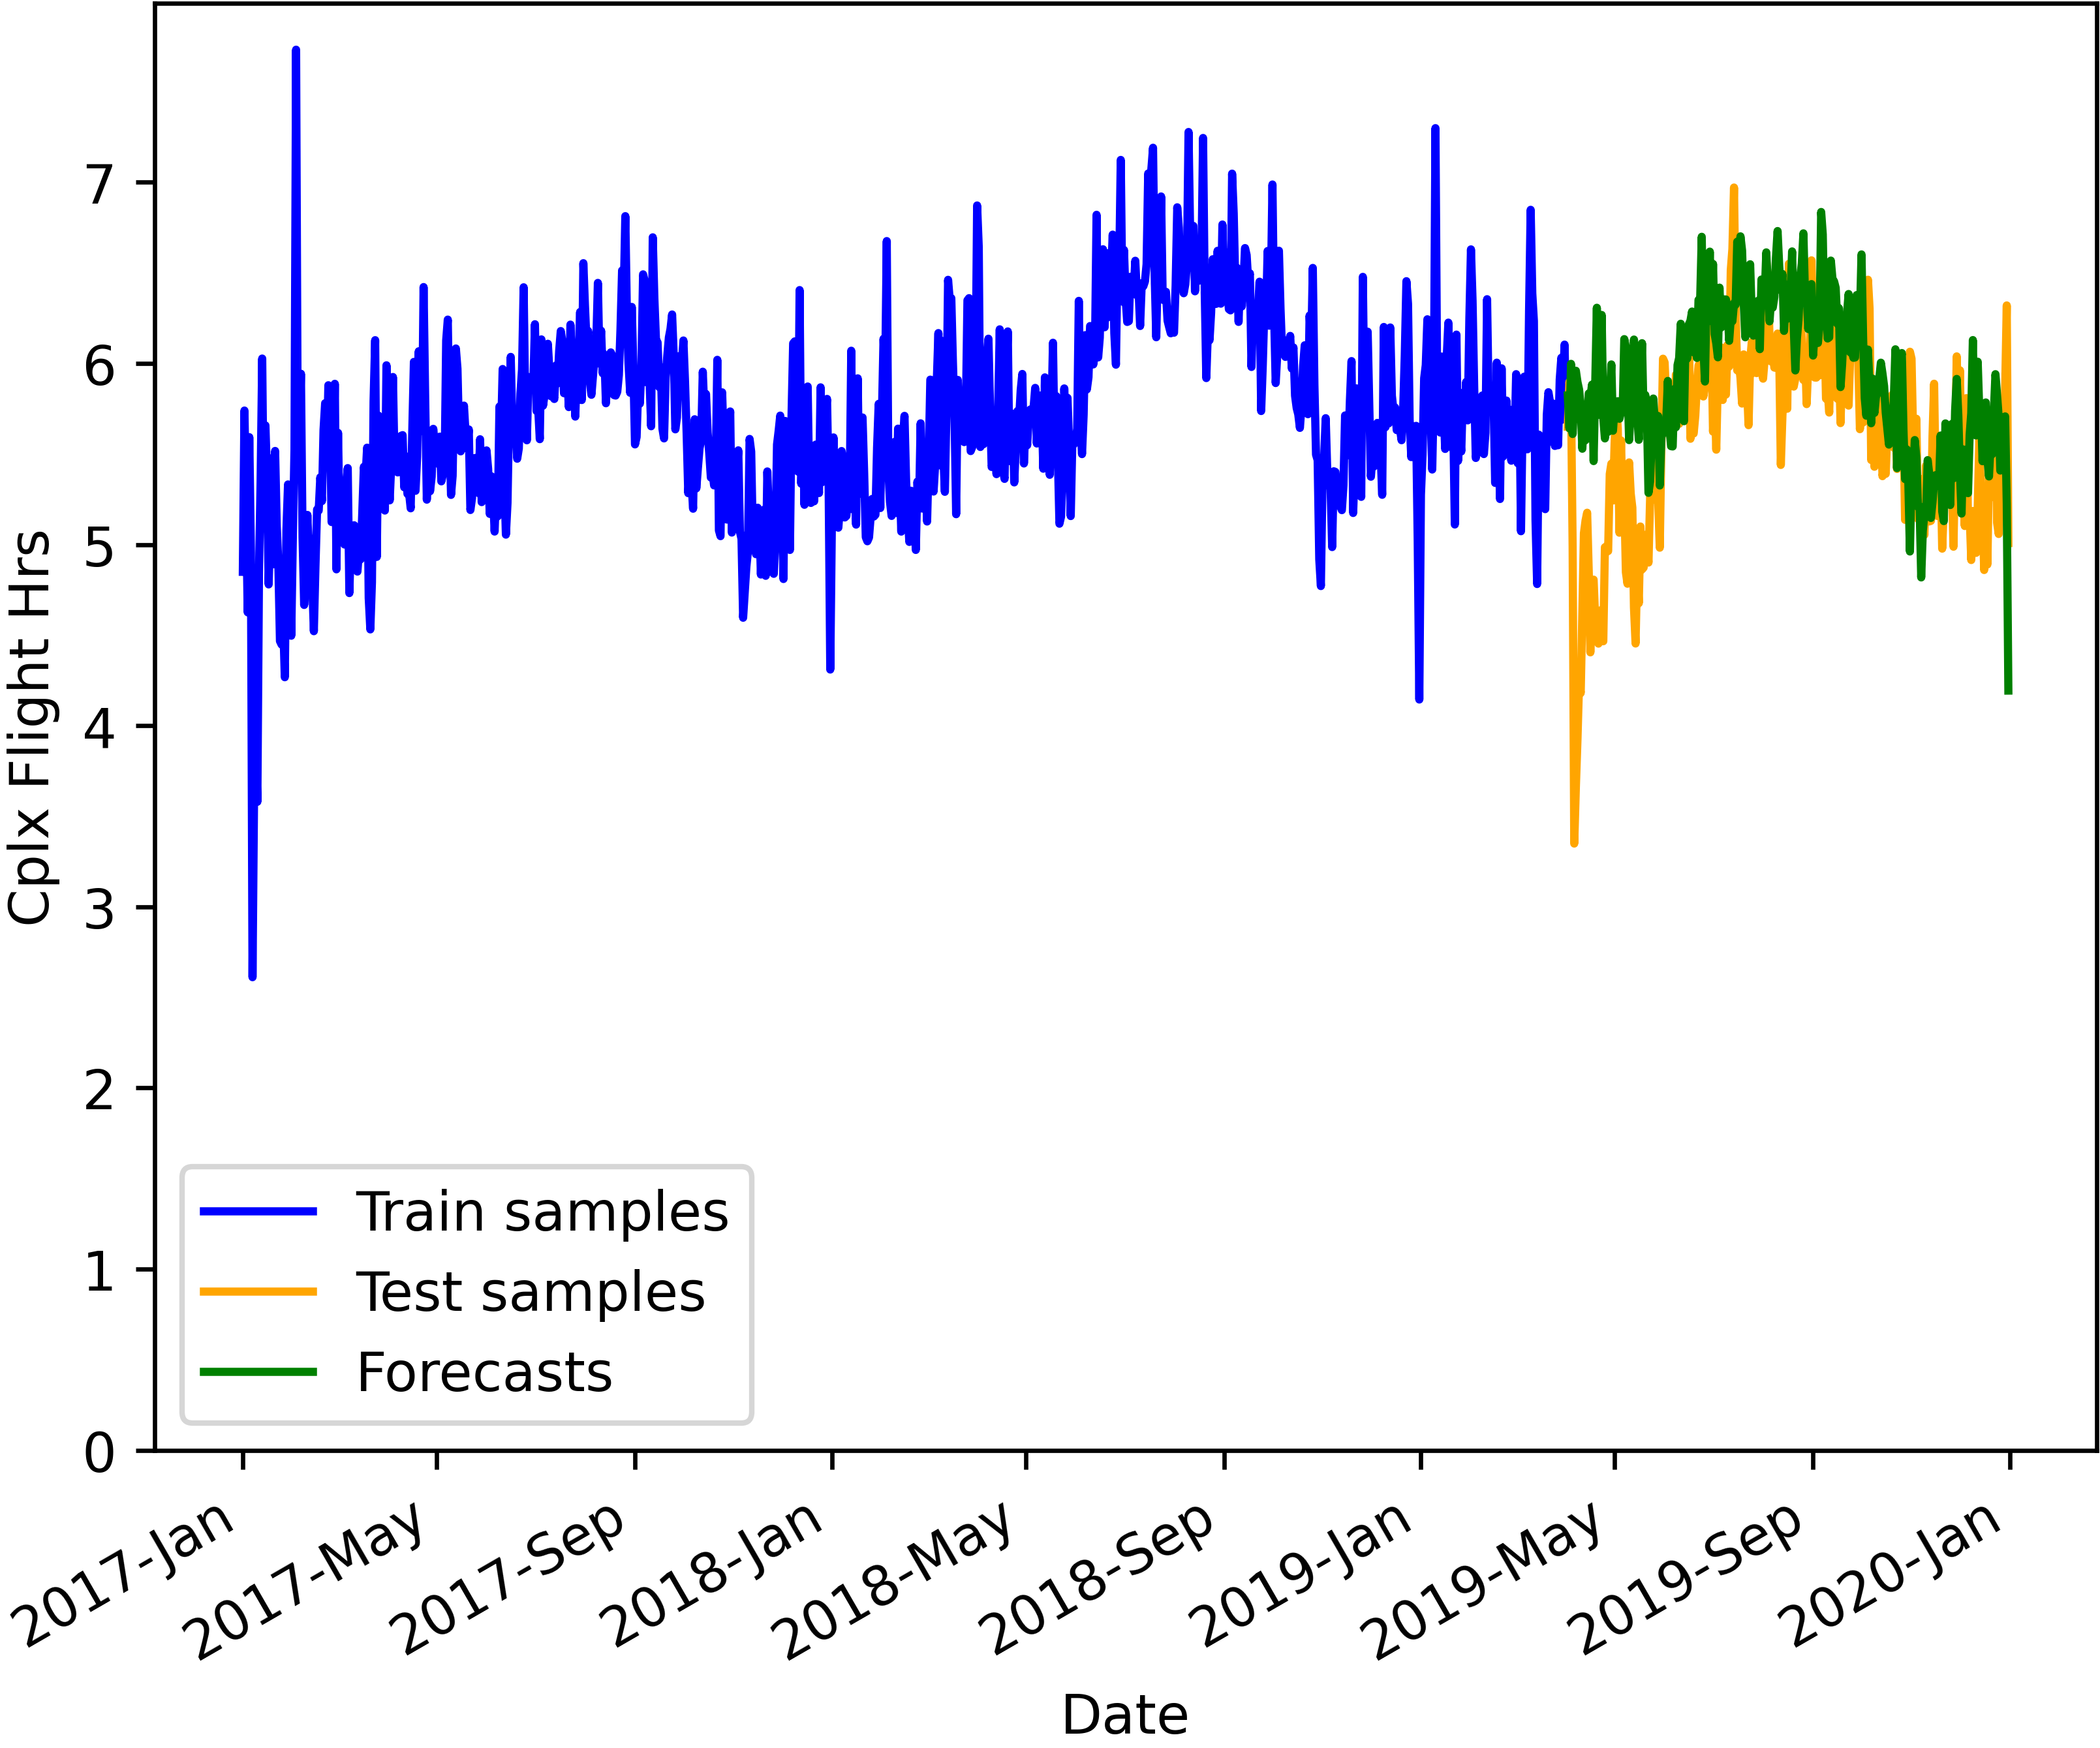 Cplx Flight Hrs
7
6
5
4
3
2
1
0
Train samples
Test samples
Forecasts
2017-Jan
2017-May
2017-Sep
2018-Jan
2018-May
2018-Sep
2019-Jan
2019-May
2019-Sep
2020-Jan
Date